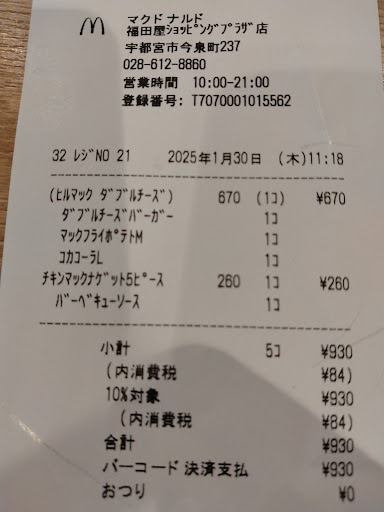 マクドナルド
福田屋ｼｮｯﾋﾟﾝｸﾞﾌﾟﾗｻﾞ店
宇都宮市今泉町237
028-612-8860
営業時間 10:00-21:00
登録番号: T7070001015562
32 ﾚｼﾞNO 21 2025年1月30日 (木)11:18
(ﾋﾙﾏｯｸ ﾀﾞﾌﾞﾙﾁｰｽﾞ) 670 (1ｺ) ¥670
ﾀﾞﾌﾞﾙﾁｰｽﾞﾊﾞｰｶﾞｰ 1ｺ
ﾏｯｸﾌﾗｲﾎﾟﾃﾄM 1ｺ
ｺｶｺｰﾗL 1ｺ
ﾁｷﾝﾏｯｸﾅｹﾞｯﾄ5ﾋﾟｰｽ 260 1ｺ ¥260
ﾊﾞｰﾍﾞｷｭｰｿｰｽ 1ｺ
小計 5ｺ ¥930
(内消費税 ¥84)
10%対象 ¥930
(内消費税 ¥84)
合計 ¥930
バーコード決済支払 ¥930
おつり ¥0